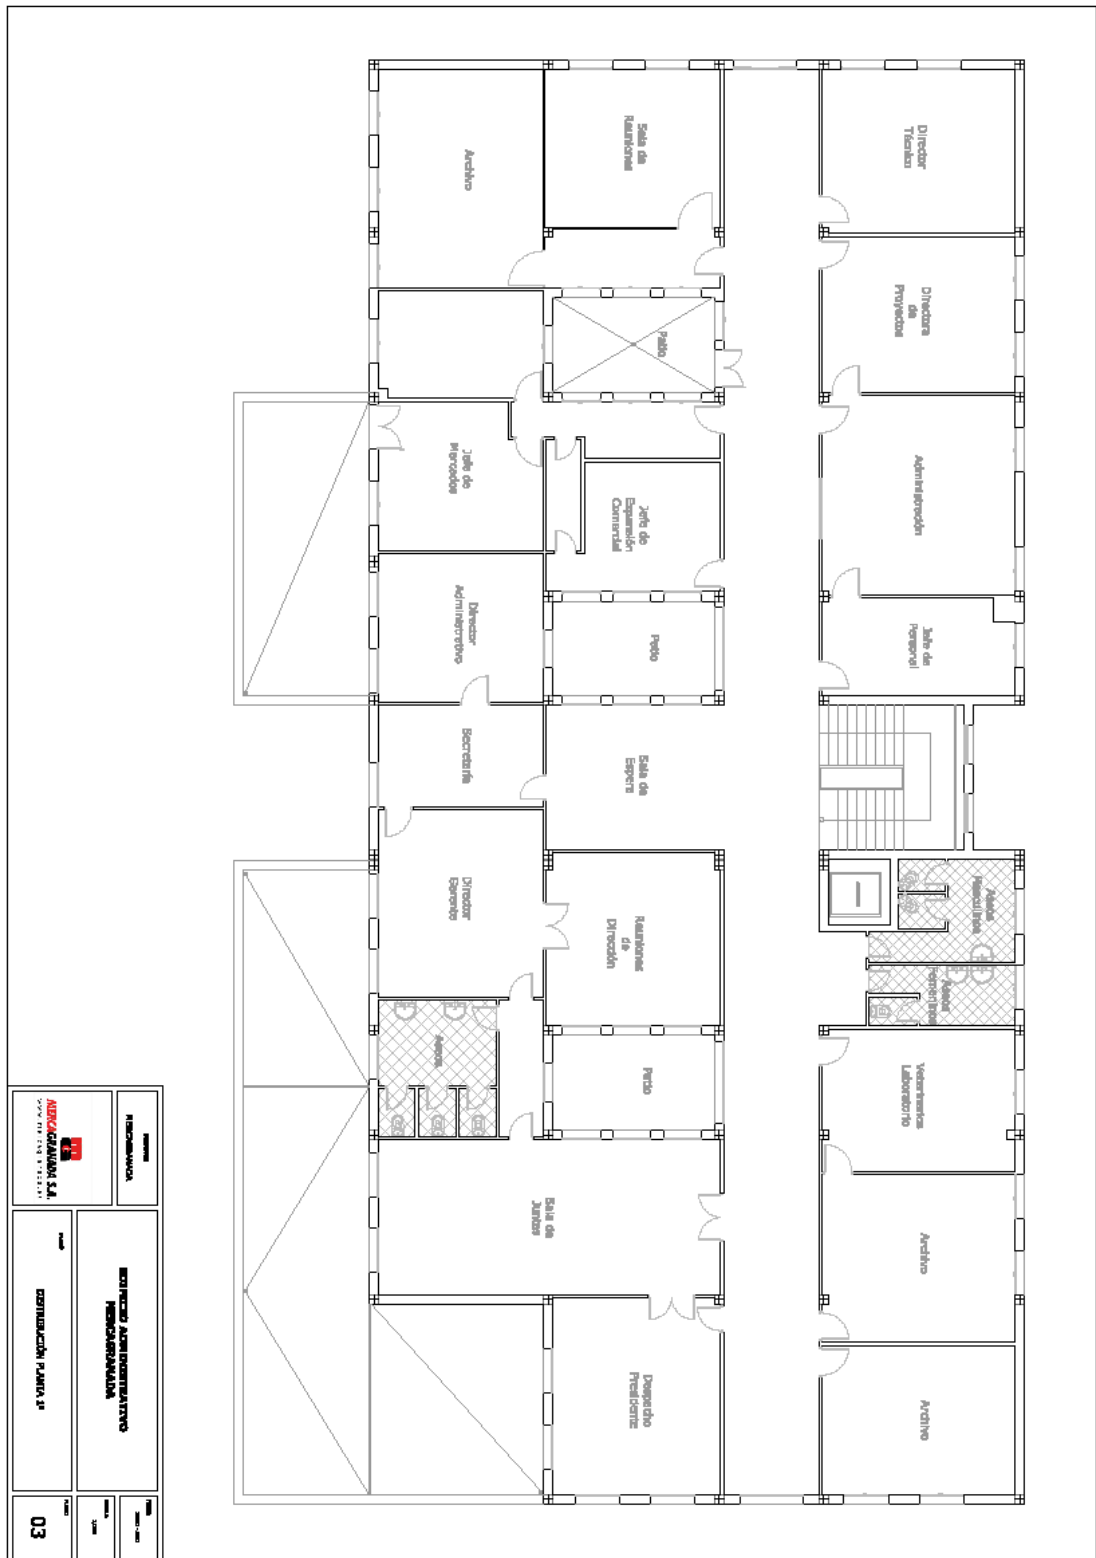 Director
Técnico
Directora
de
Proyectos
Administración
Jefe de
Personal
Aseos
Masculinos
Aseos
Femeninos
Veterinarios
Laboratorio
Archivo
Archivo
Sala de
Reuniones
Patio
Jefe de
Expansión
Comercial
Patio
Sala de
Espera
Reuniones
de
Dirección
Patio
Sala de
Juntas
Despacho
Presidente
Archivo
Jefe de
Mercados
Director
Administrativo
Secretaría
Director
Gerente
Aseos
MERCAGRANADA
MERCAGRANADA S.A.
EDIFICIO ADMINISTRATIVO
MERCAGRANADA
DISTRIBUCIÓN PLANTA 1ª
03